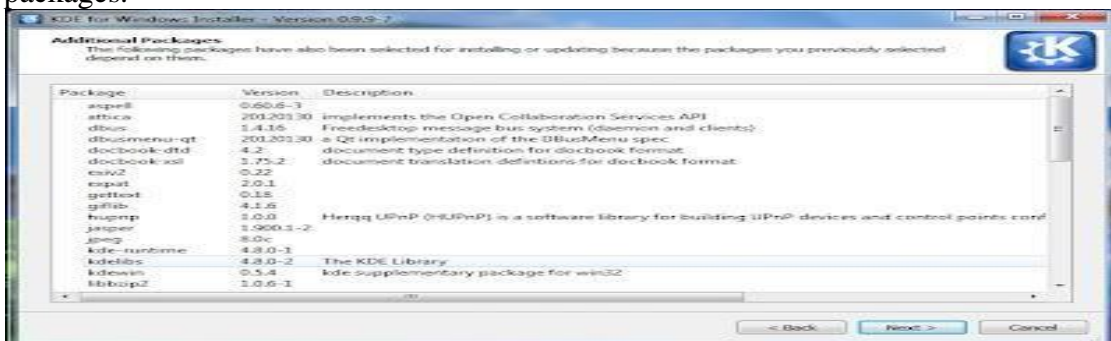 packages.
KDE for Windows Installer - Version 0.9.9-7
Additional Packages
The following packages have also been selected for installing or updating because the packages you previously selected
depend on them.
Package Version Description
aspell 0.60.6-3
attica 20120130 implements the Open Collaboration Services API
dbus 1.4.16 Freedesktop message bus system (daemon and clients)
dbusmenu-qt 20120130 a Qt implementation of the DBusMenu spec
docbook-dtd 4.2 document type definition for docbook format
docbook-xsl 1.75.2 document translation defintions for docbook format
exiv2 0.22
expat 2.0.1
gettext 0.18
giflib 4.1.6
hupnp 1.0.0 Herqq UPnP (HUPnP) is a software library for building UPnP devices and control points conf
jasper 1.900.1-2
jpeg 8.0c
kde-runtime 4.8.0-1
kdelibs 4.8.0-2 The KDE Library
kdewin 0.5.4 kde supplementary package for win32
libbzip2 1.0.6-1
< Back Next > Cancel